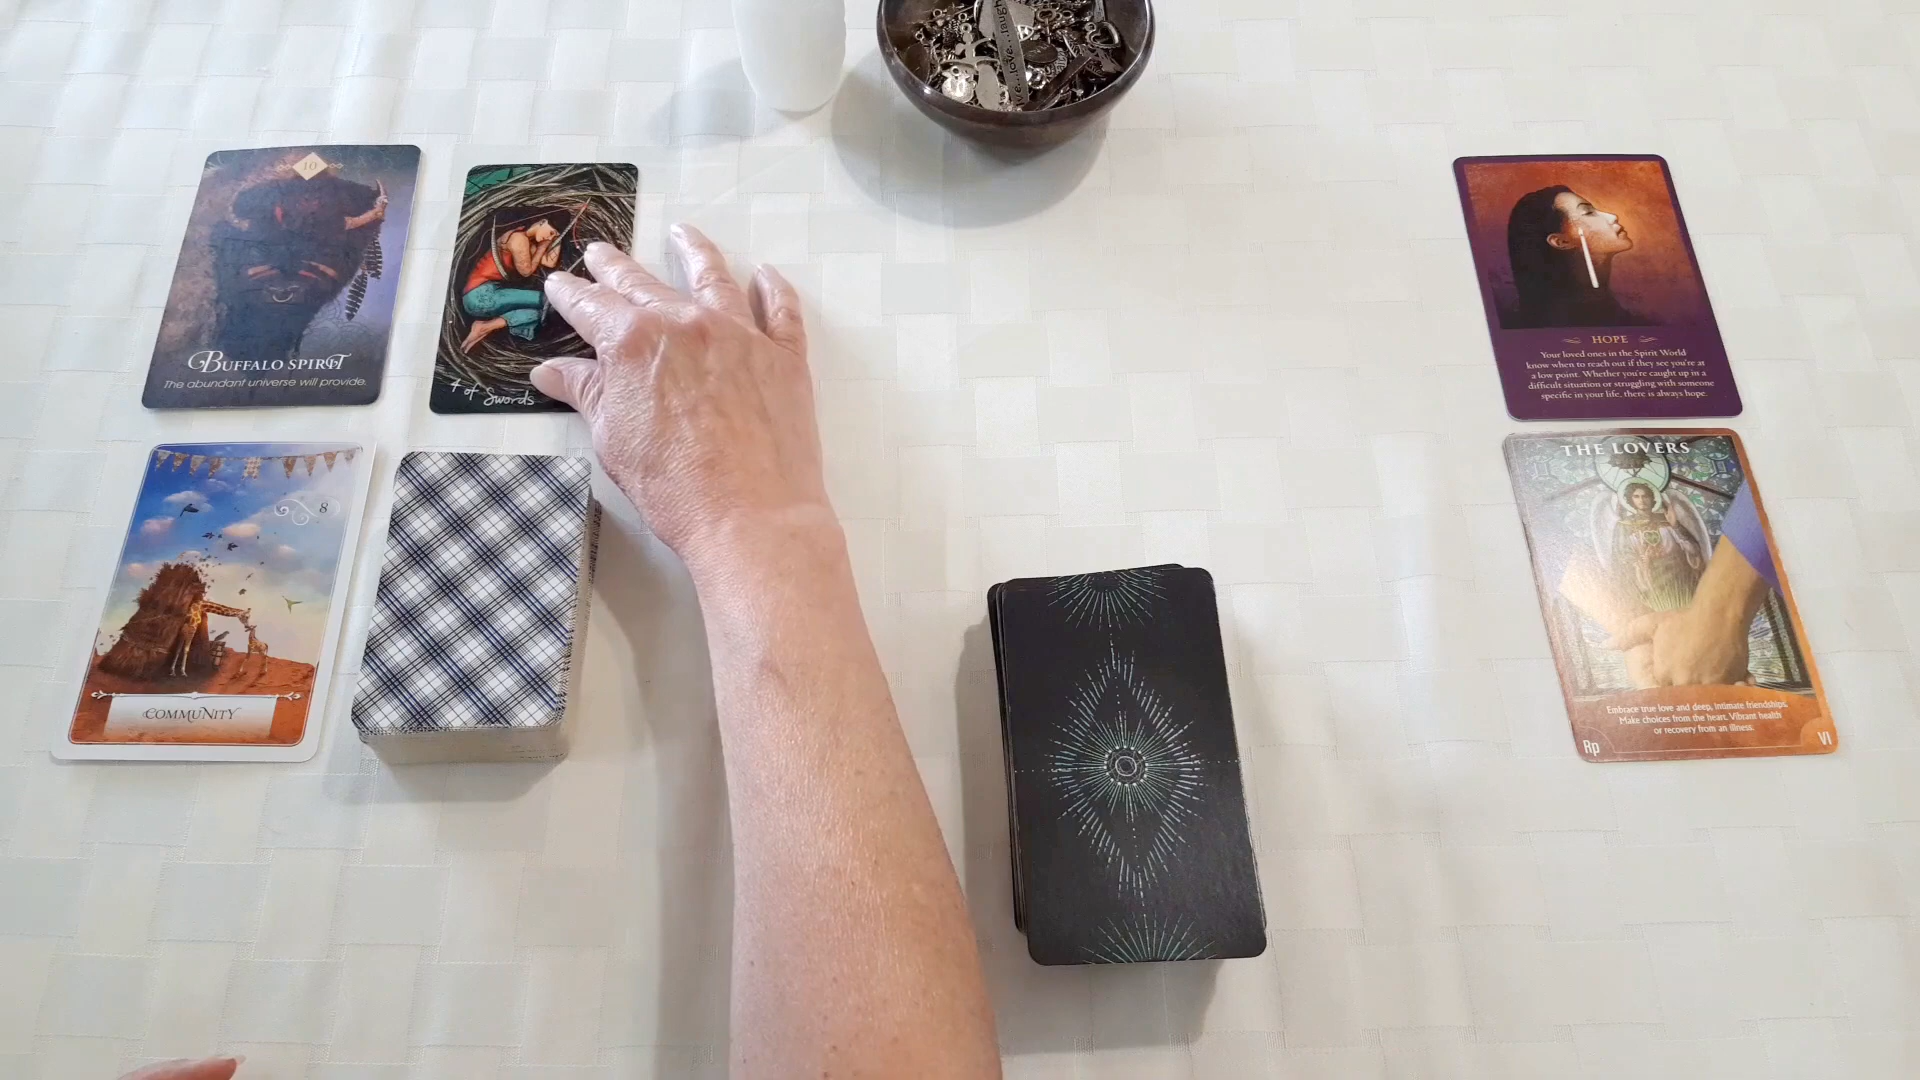 10
BUFFALO SPIRIT
The abundant universe will provide.
4 of Swords
8
COMMUNITY
love...laugh
HOPE
Your loved ones in the Spirit World
know when to reach out if they see you're at
a low point. Whether you're caught up in a
difficult situation or struggling with someone
specific in your life, there is always hope.
THE LOVERS
Embrace true love and deep, intimate friendships.
Make choices from the heart. Vibrant health
or recovery from an illness.
Rp
VI